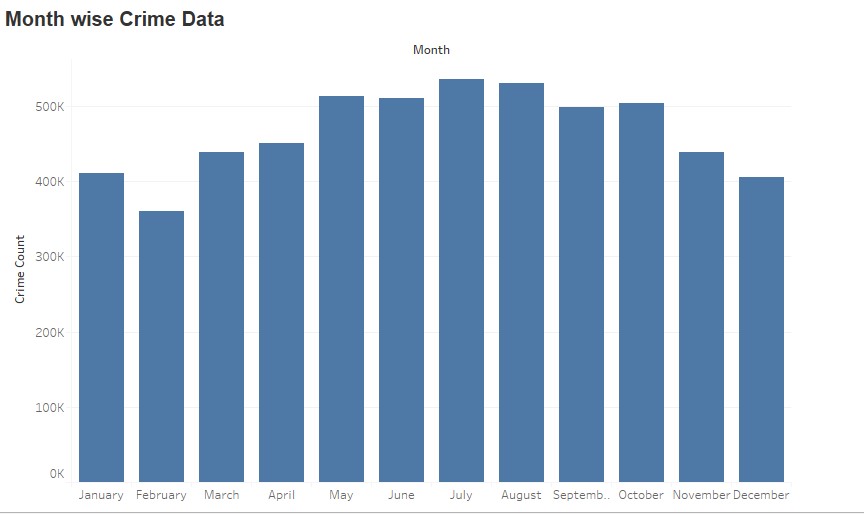 Month wise Crime Data
Month
Crime Count
500K
400K
300K
200K
100K
0K
January February March April May June July August Septemb.. October November December